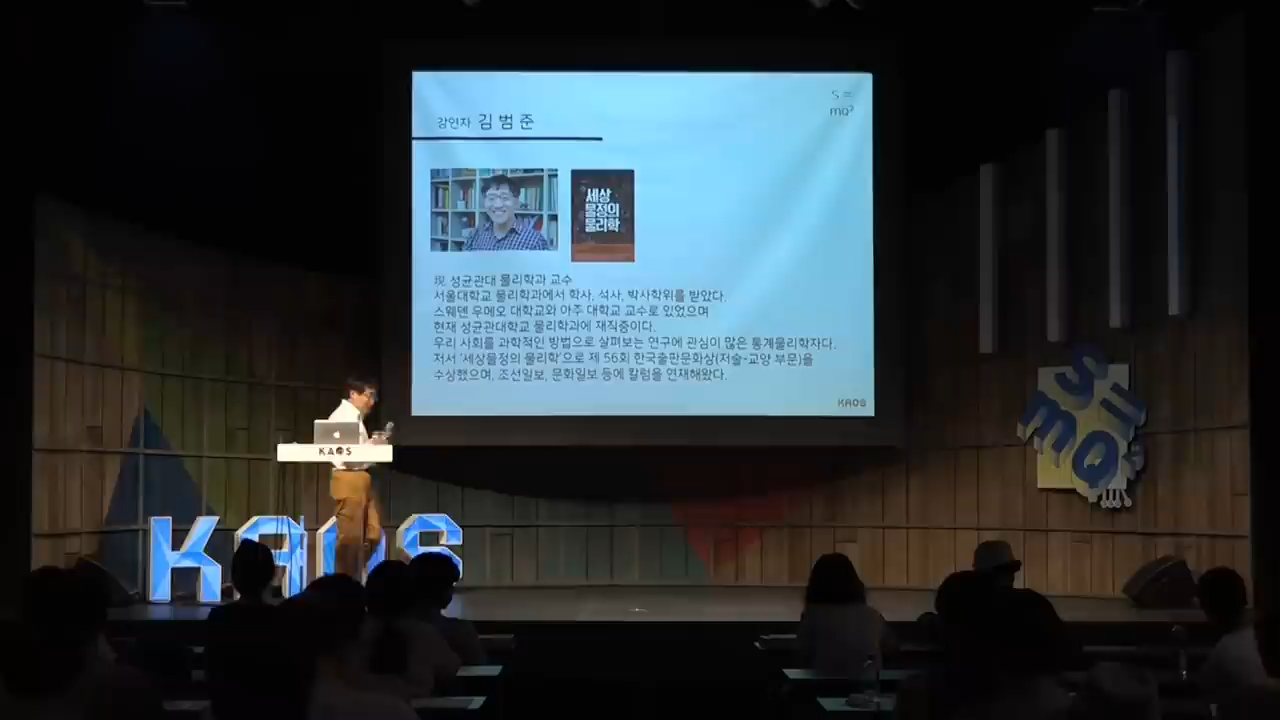 S =
mQ²
강연자 김 범 준
세상
물정의
물리학
現 성균관대 물리학과 교수
서울대학교 물리학과에서 학사, 석사, 박사학위를 받았다.
스웨덴 우메오 대학교와 아주 대학교 교수로 있었으며
현재 성균관대학교 물리학과에 재직중이다.
우리 사회를 과학적인 방법으로 살펴보는 연구에 관심이 많은 통계물리학자다.
저서 '세상물정의 물리학'으로 제 56회 한국출판문화상(저술-교양 부문)을
수상했으며, 조선일보, 문화일보 등에 칼럼을 연재해왔다.
KAOS
KAOS
KAOS
S =
mQ²